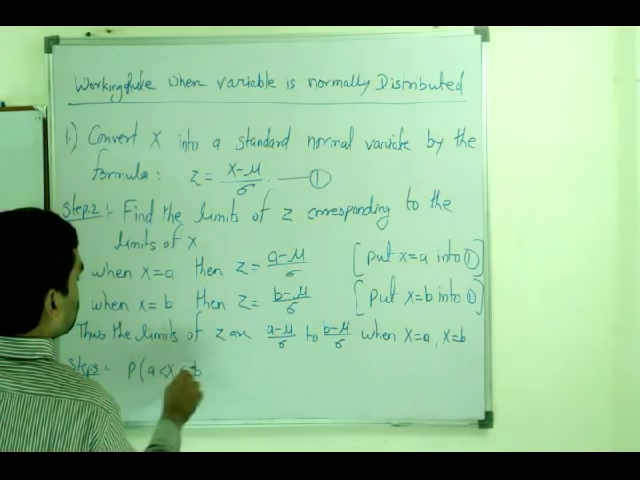 Working Rule when variable is normally Distributed
1.) Convert X into a standard normal variate by the
formula: z = (x-μ)/σ —— ①
Step.2 :- Find the limits of z corresponding to the
limits of X
when x=a then z = (a-μ)/σ [put x=a into ①]
when x=b then z = (b-μ)/σ [put x=b into ①]
Thus the limits of z are (a-μ)/σ to (b-μ)/σ when x=a, x=b.
Step3 :- P(a<x<b